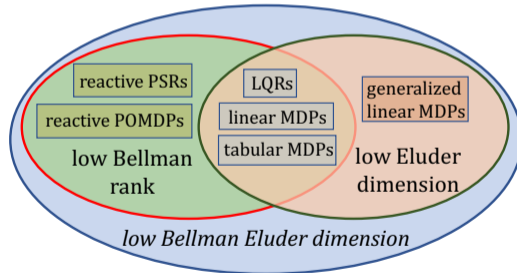 reactive PSRs
reactive POMDPs
low Bellman
rank
LQRs
linear MDPs
tabular MDPs
generalized
linear MDPs
low Eluder
dimension
low Bellman Eluder dimension